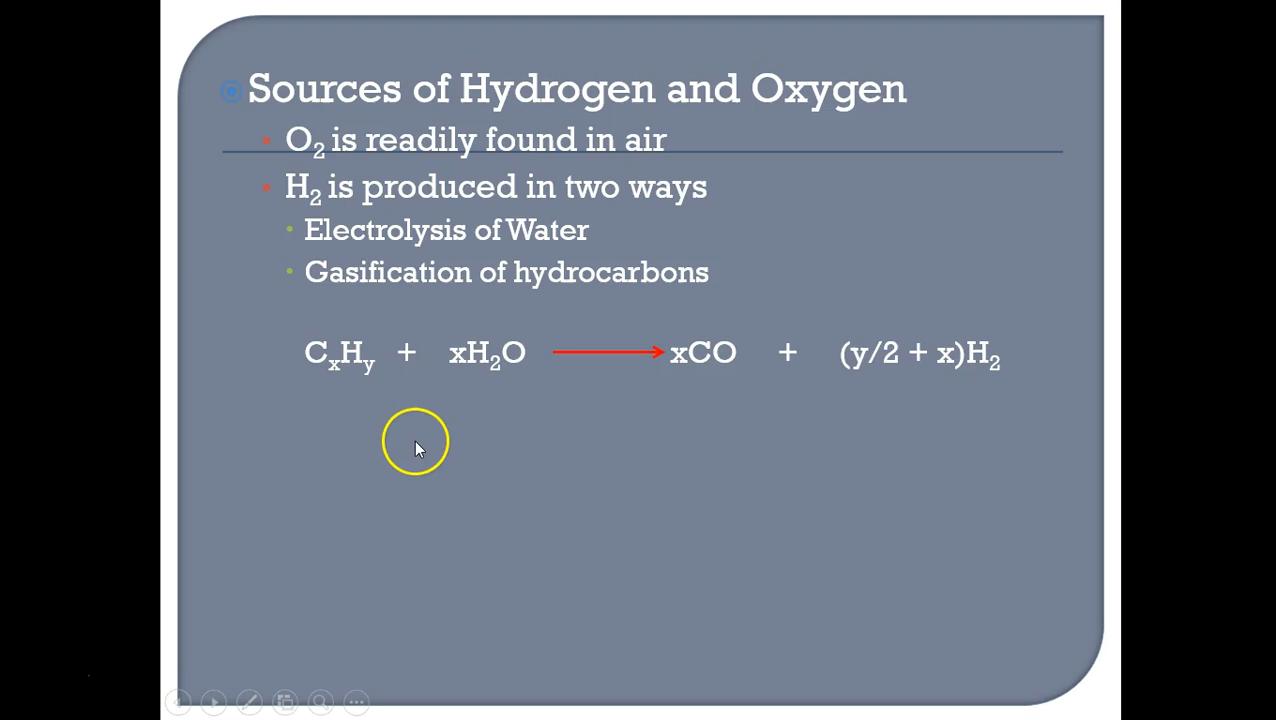 Sources of Hydrogen and Oxygen
O₂ is readily found in air
H₂ is produced in two ways
Electrolysis of Water
Gasification of hydrocarbons
CₓHᵧ + xH₂O ⟶ xCO + (y/2 + x)H₂